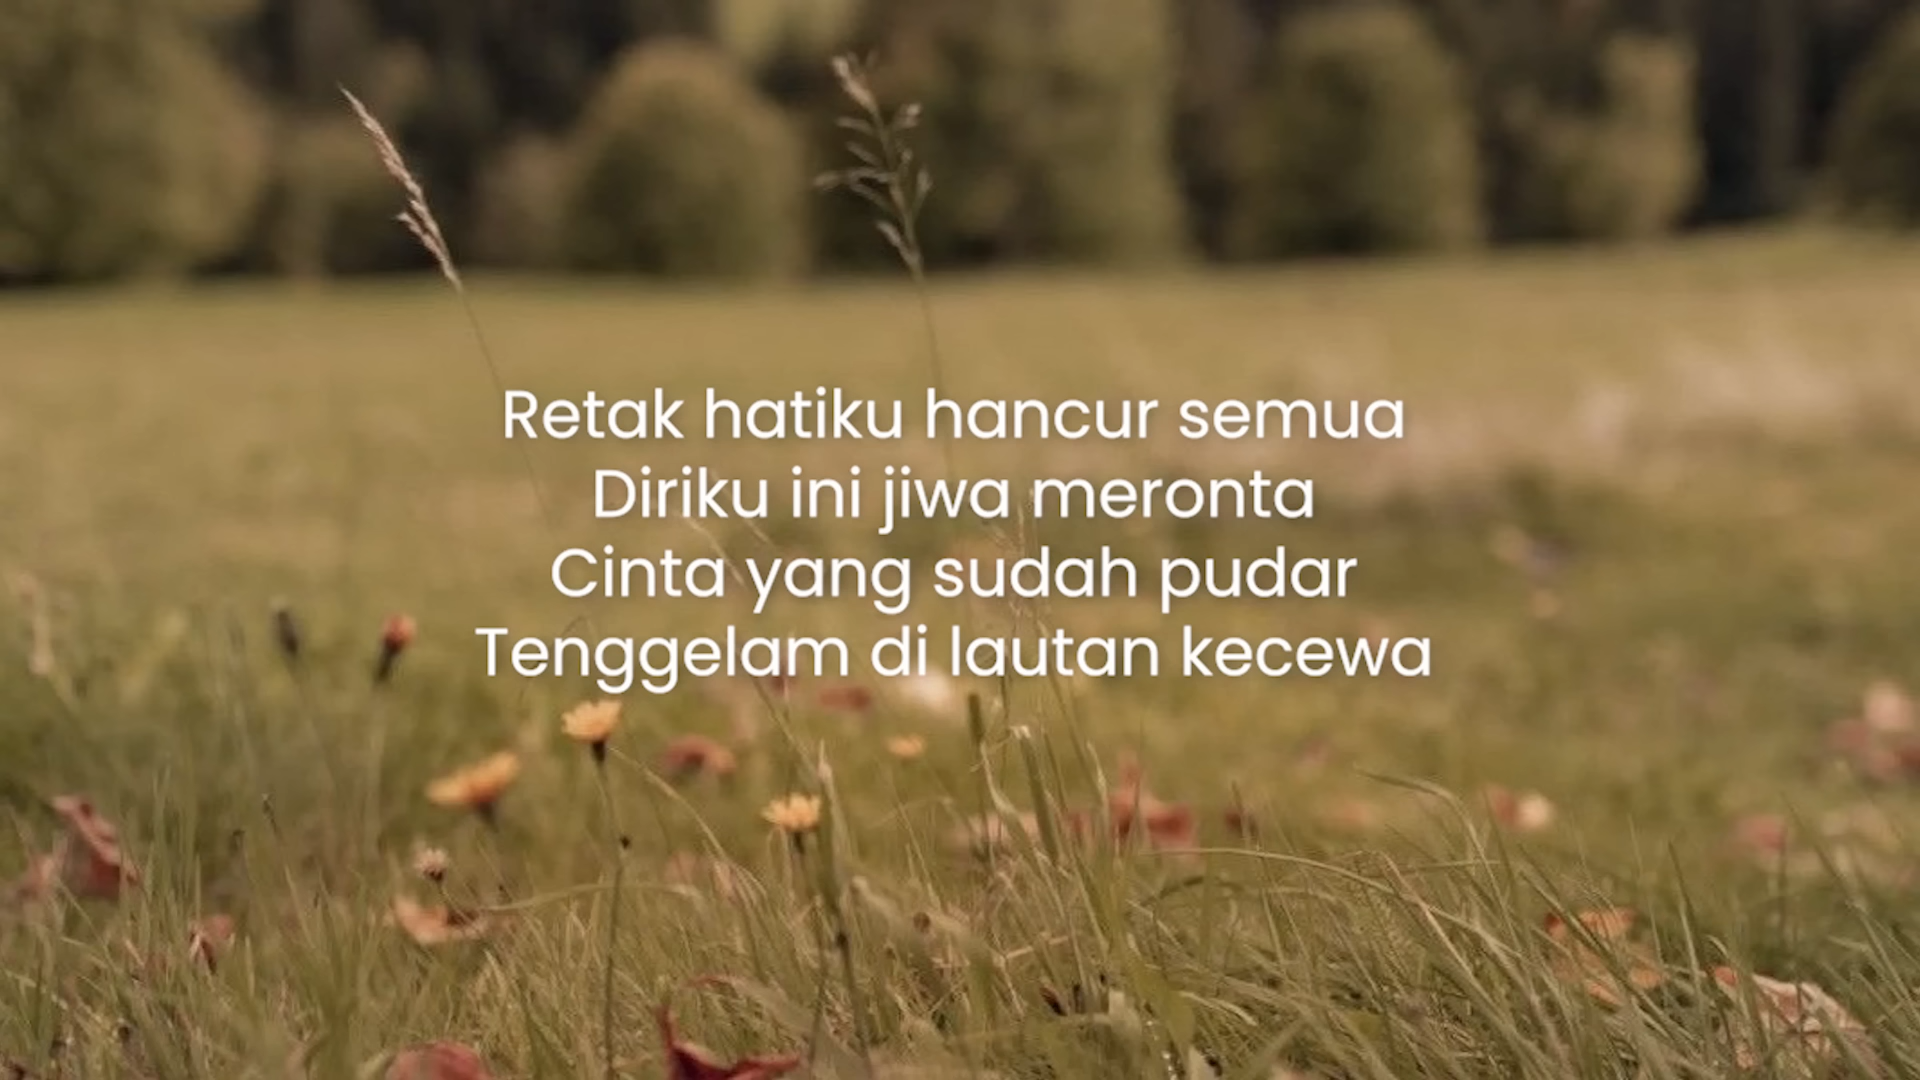 Retak hatiku hancur semua
Diriku ini jiwa meronta
Cinta yang sudah pudar
Tenggelam di lautan kecewa